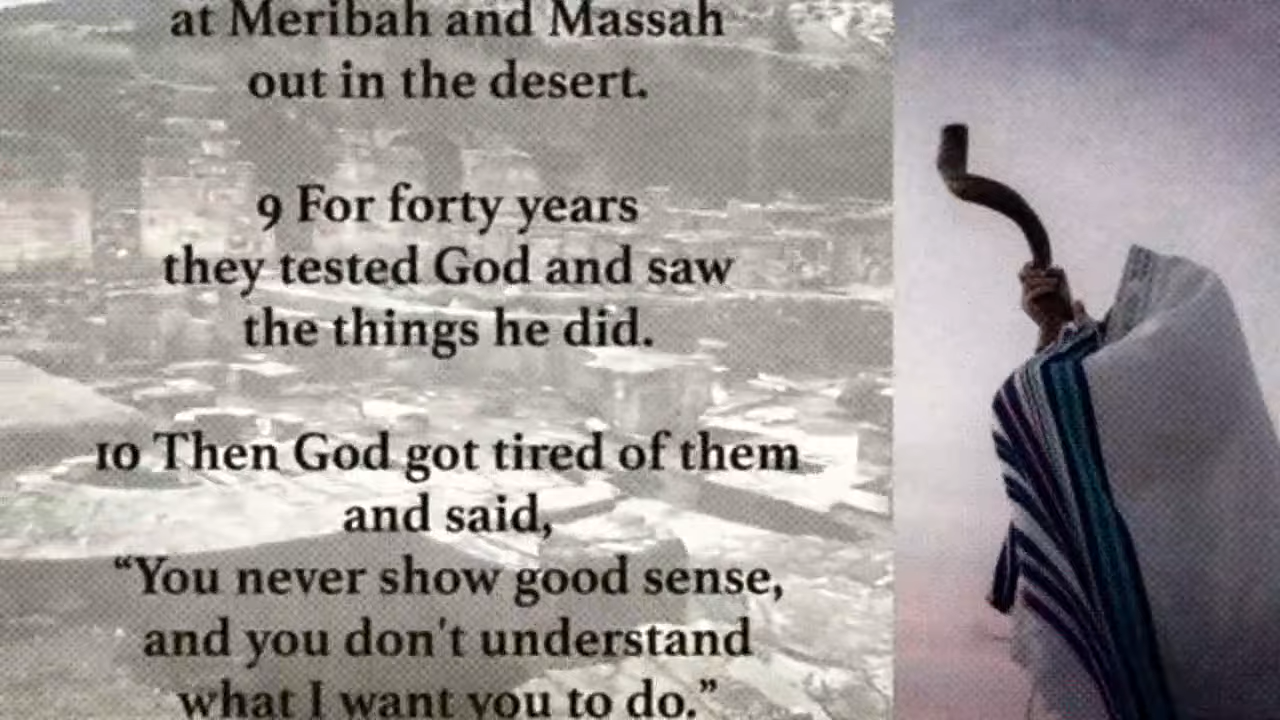 at Meribah and Massah
out in the desert.
9 For forty years
they tested God and saw
the things he did.
10 Then God got tired of them
and said,
“You never show good sense,
and you don't understand
what I want you to do.”